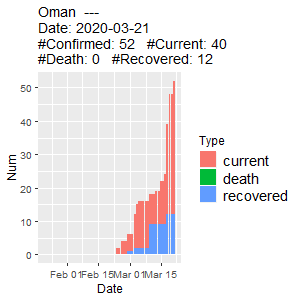 Oman  ---
Date: 2020-03-21
#Confirmed: 52   #Current: 40
#Death: 0   #Recovered: 12
50
40
30
20
10
0
Num
Feb 01 Feb 15 Mar 01 Mar 15
Date
Type
current
death
recovered